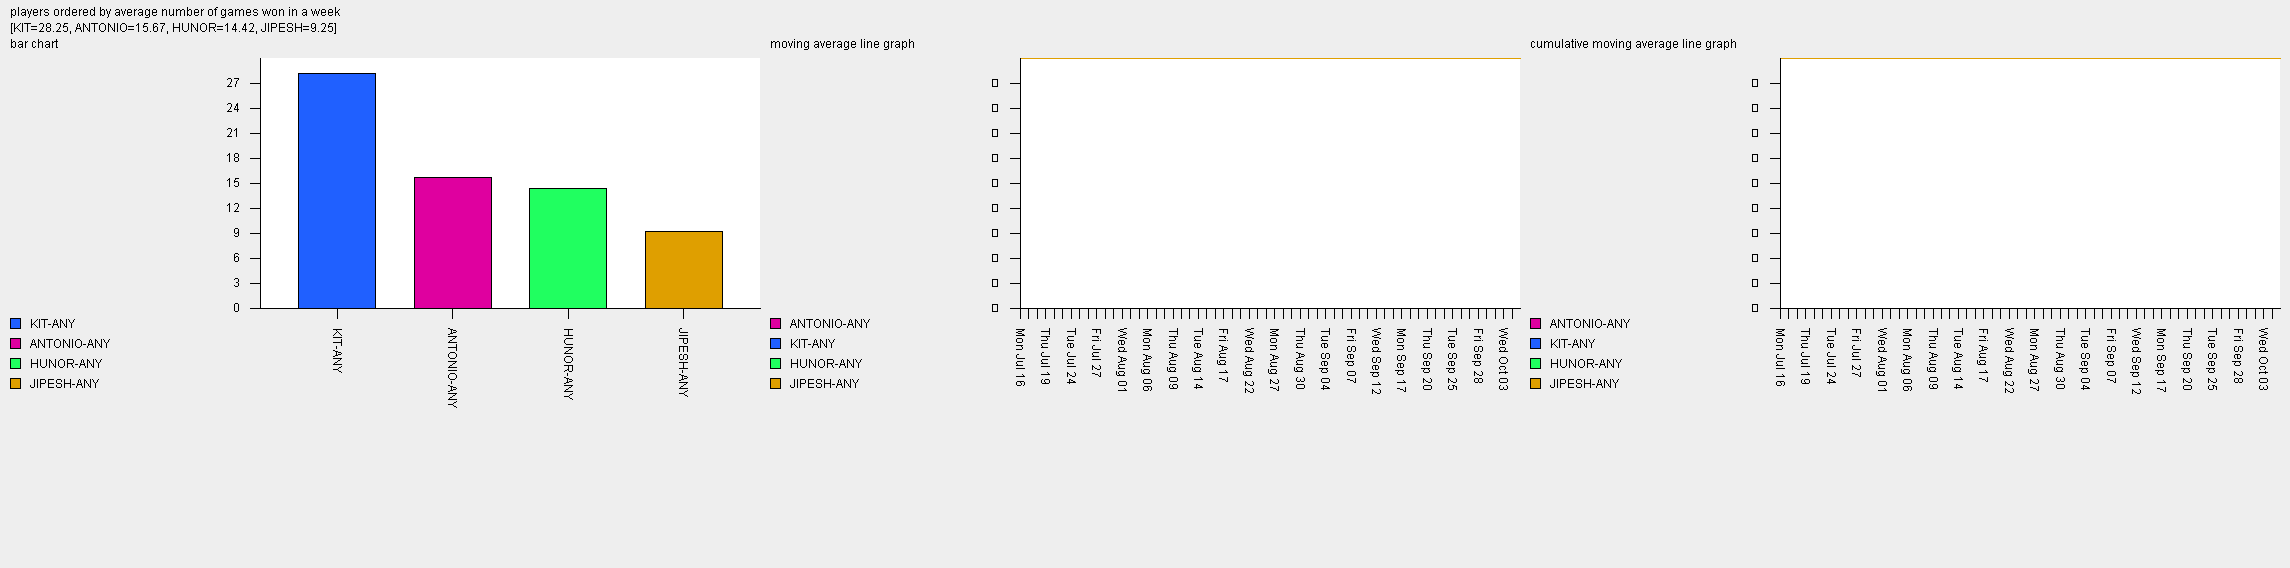 players ordered by average number of games won in a week
[KIT=28.25, ANTONIO=15.67, HUNOR=14.42, JIPESH=9.25]
bar chart
27
24
21
18
15
12
9
6
3
0
KIT-ANY
ANTONIO-ANY
HUNOR-ANY
JIPESH-ANY
KIT-ANY
ANTONIO-ANY
HUNOR-ANY
JIPESH-ANY
moving average line graph
Mon Jul 16
Thu Jul 19
Tue Jul 24
Fri Jul 27
Wed Aug 01
Mon Aug 06
Thu Aug 09
Tue Aug 14
Fri Aug 17
Wed Aug 22
Mon Aug 27
Thu Aug 30
Tue Sep 04
Fri Sep 07
Wed Sep 12
Mon Sep 17
Thu Sep 20
Tue Sep 25
Fri Sep 28
Wed Oct 03
ANTONIO-ANY
KIT-ANY
HUNOR-ANY
JIPESH-ANY
cumulative moving average line graph
Mon Jul 16
Thu Jul 19
Tue Jul 24
Fri Jul 27
Wed Aug 01
Mon Aug 06
Thu Aug 09
Tue Aug 14
Fri Aug 17
Wed Aug 22
Mon Aug 27
Thu Aug 30
Tue Sep 04
Fri Sep 07
Wed Sep 12
Mon Sep 17
Thu Sep 20
Tue Sep 25
Fri Sep 28
Wed Oct 03
ANTONIO-ANY
KIT-ANY
HUNOR-ANY
JIPESH-ANY